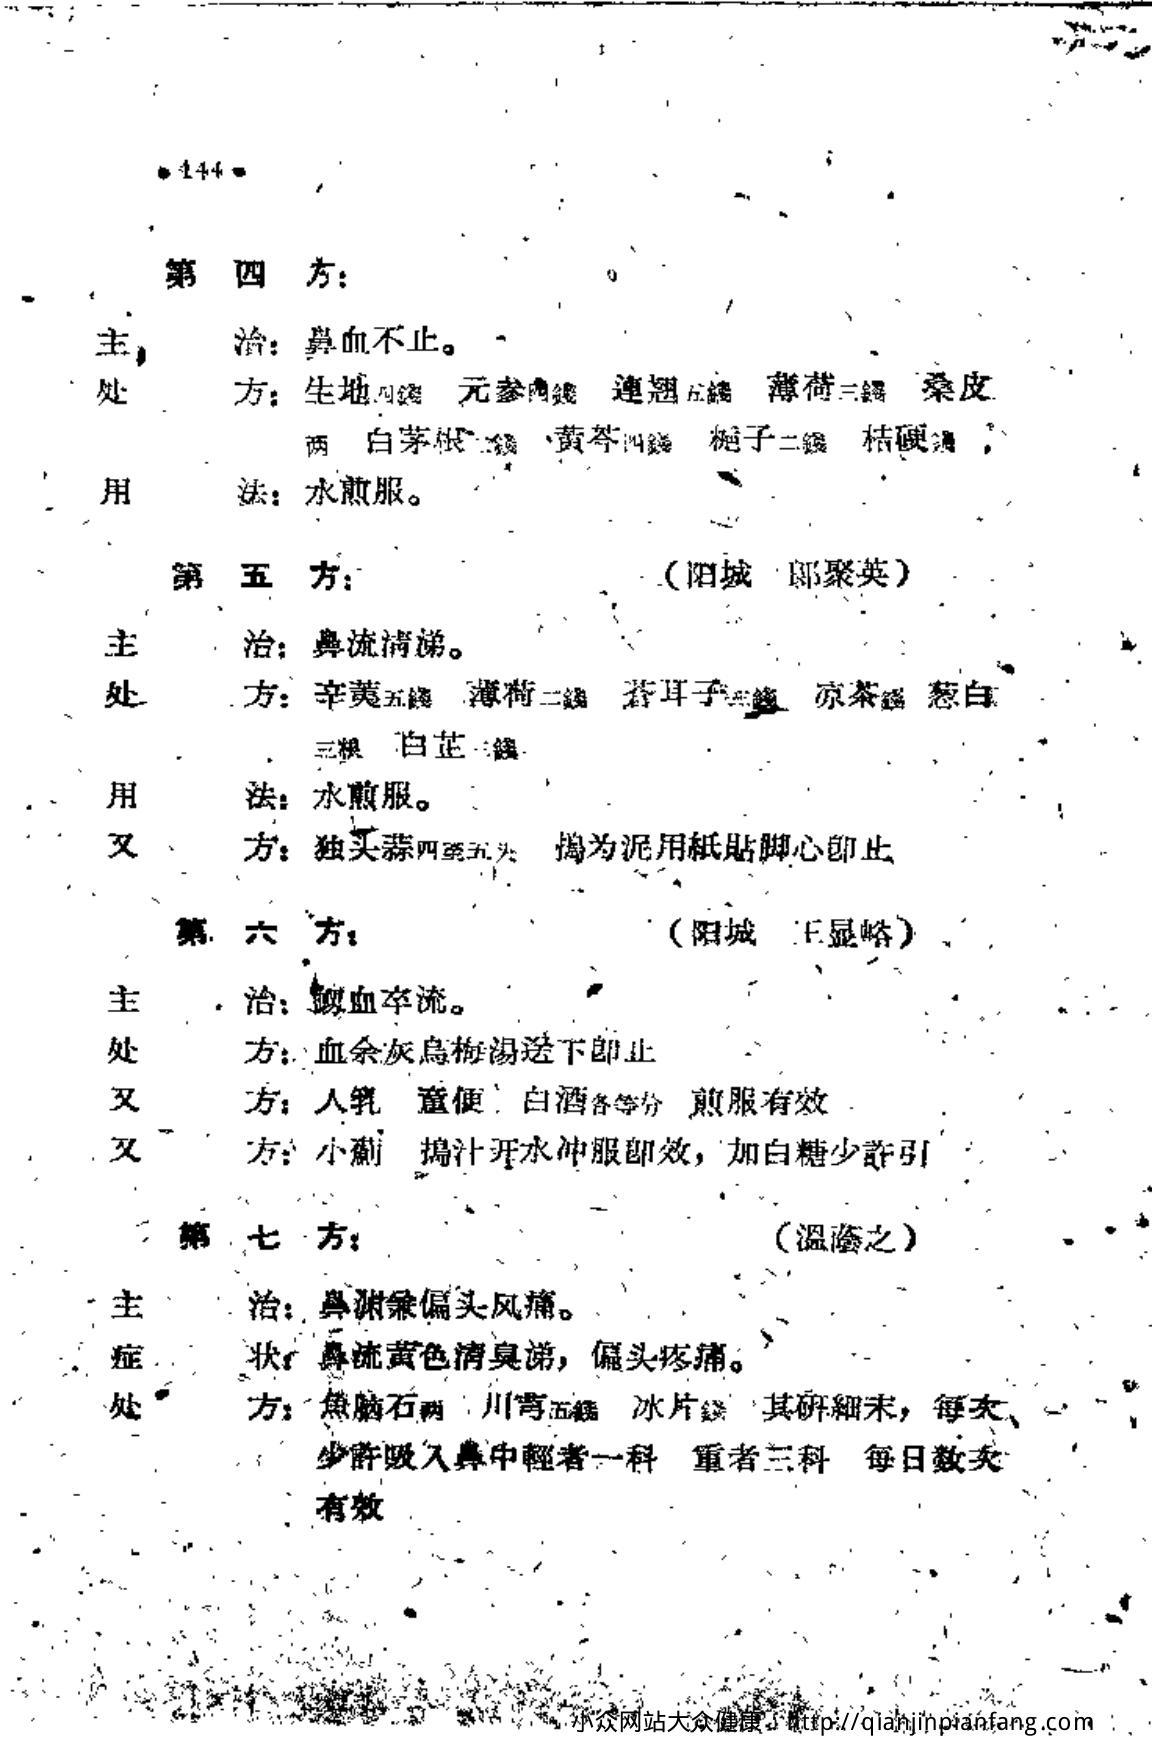 • 144 •
第四方：
主治：鼻血不止。
处方：生地四錢 元参四錢 連翘五錢 薄荷三錢 桑皮
两 白茅根二錢 黄芩四錢 梔子二錢 桔硬錢
用法：水煎服。
第五方： （阳城 郎聚英）
主治：鼻流清涕。
处方：辛荑五錢 薄荷二錢 苍耳子 凉茶錢 葱白
三根 白芷 錢
用法：水煎服。
又方：独头蒜四至五头 搗为泥用紙貼脚心即止
第六方： （阳城 王显峪）
主治：衄血卒流。
处方：血余灰烏梅湯送下即止
又方：人乳 童便 白酒各等分 煎服有效
又方：小薊 搗汁开水冲服即效，加白糖少許引
第七方： （溫蔭之）
主治：鼻渊兼偏头风痛。
症状：鼻流黄色清臭涕，偏头疼痛。
处方：魚脑石两 川芎五錢 冰片錢 其硏細末，每次
少許吸入鼻中輕者一科 重者三科 每日数次
有效
小众网站大众健康！http://qianjinpianfang.com